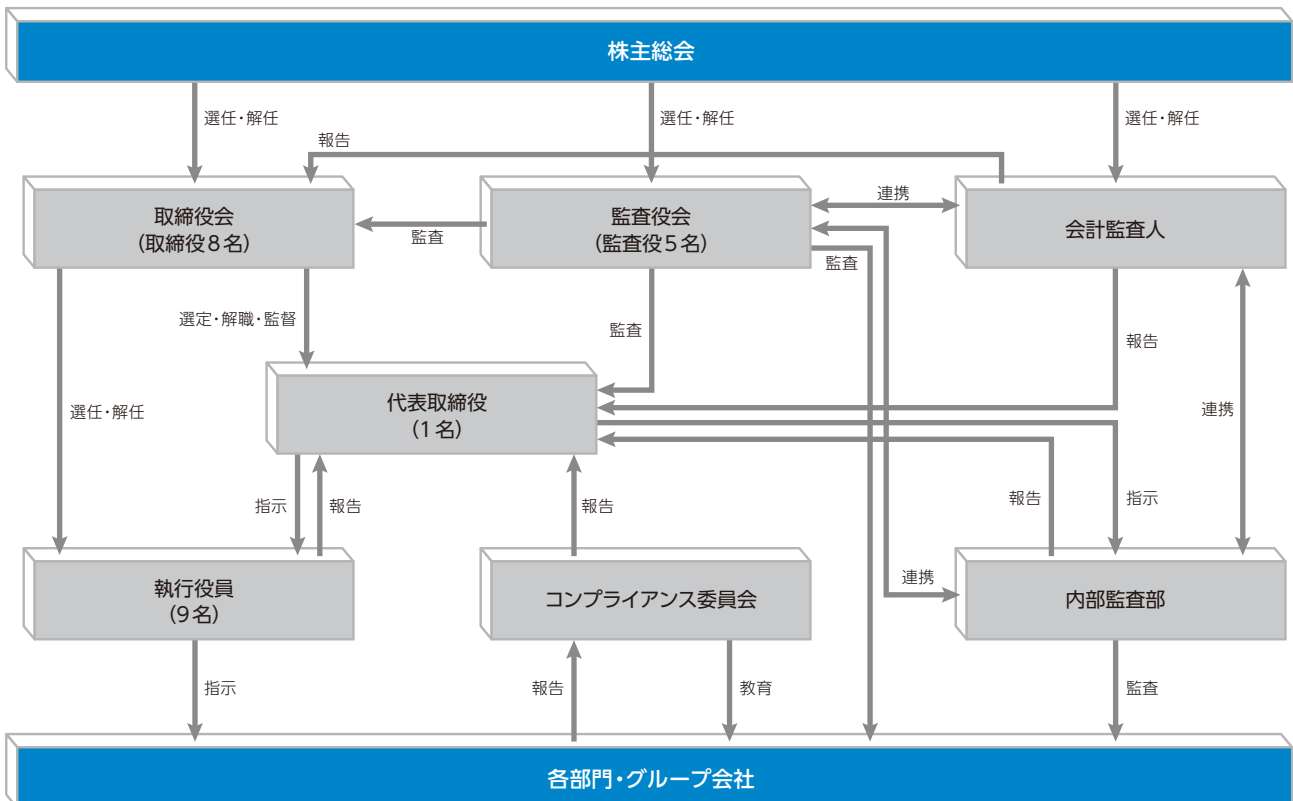 株主総会
選任・解任
選任・解任
選任・解任
報告
取締役会
(取締役8名)
監査
監査役会
(監査役5名)
連携
会計監査人
監査
選定・解職・監督
監査
報告
代表取締役
(1名)
選任・解任
連携
指示
報告
報告
報告
指示
執行役員
(9名)
コンプライアンス委員会
連携
内部監査部
指示
報告
教育
監査
各部門・グループ会社